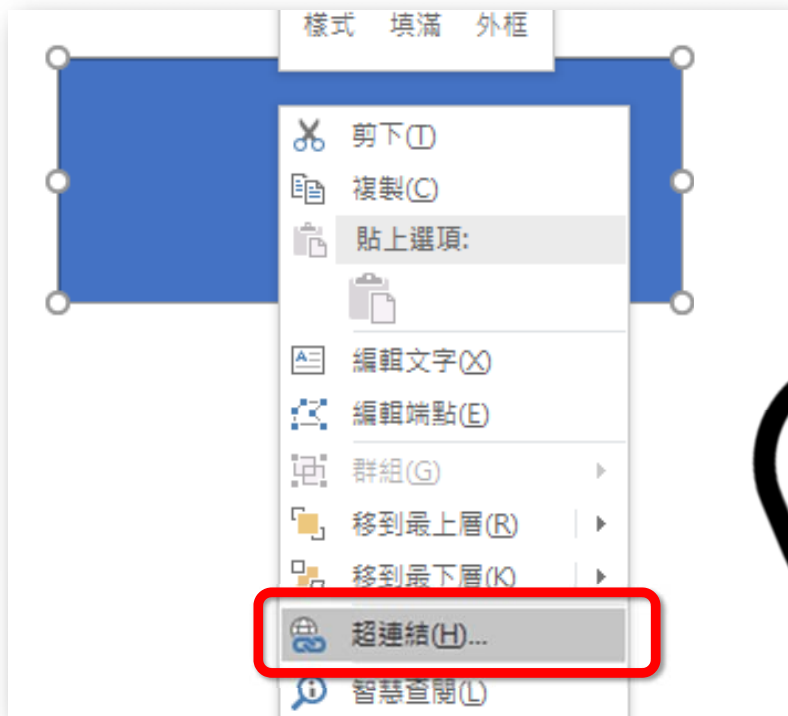 樣式 填滿 外框
剪下(T)
複製(C)
貼上選項:
編輯文字(X)
編輯端點(E)
群組(G)
移到最上層(R)
移到最下層(K)
超連結(H)...
智慧查閱(L)